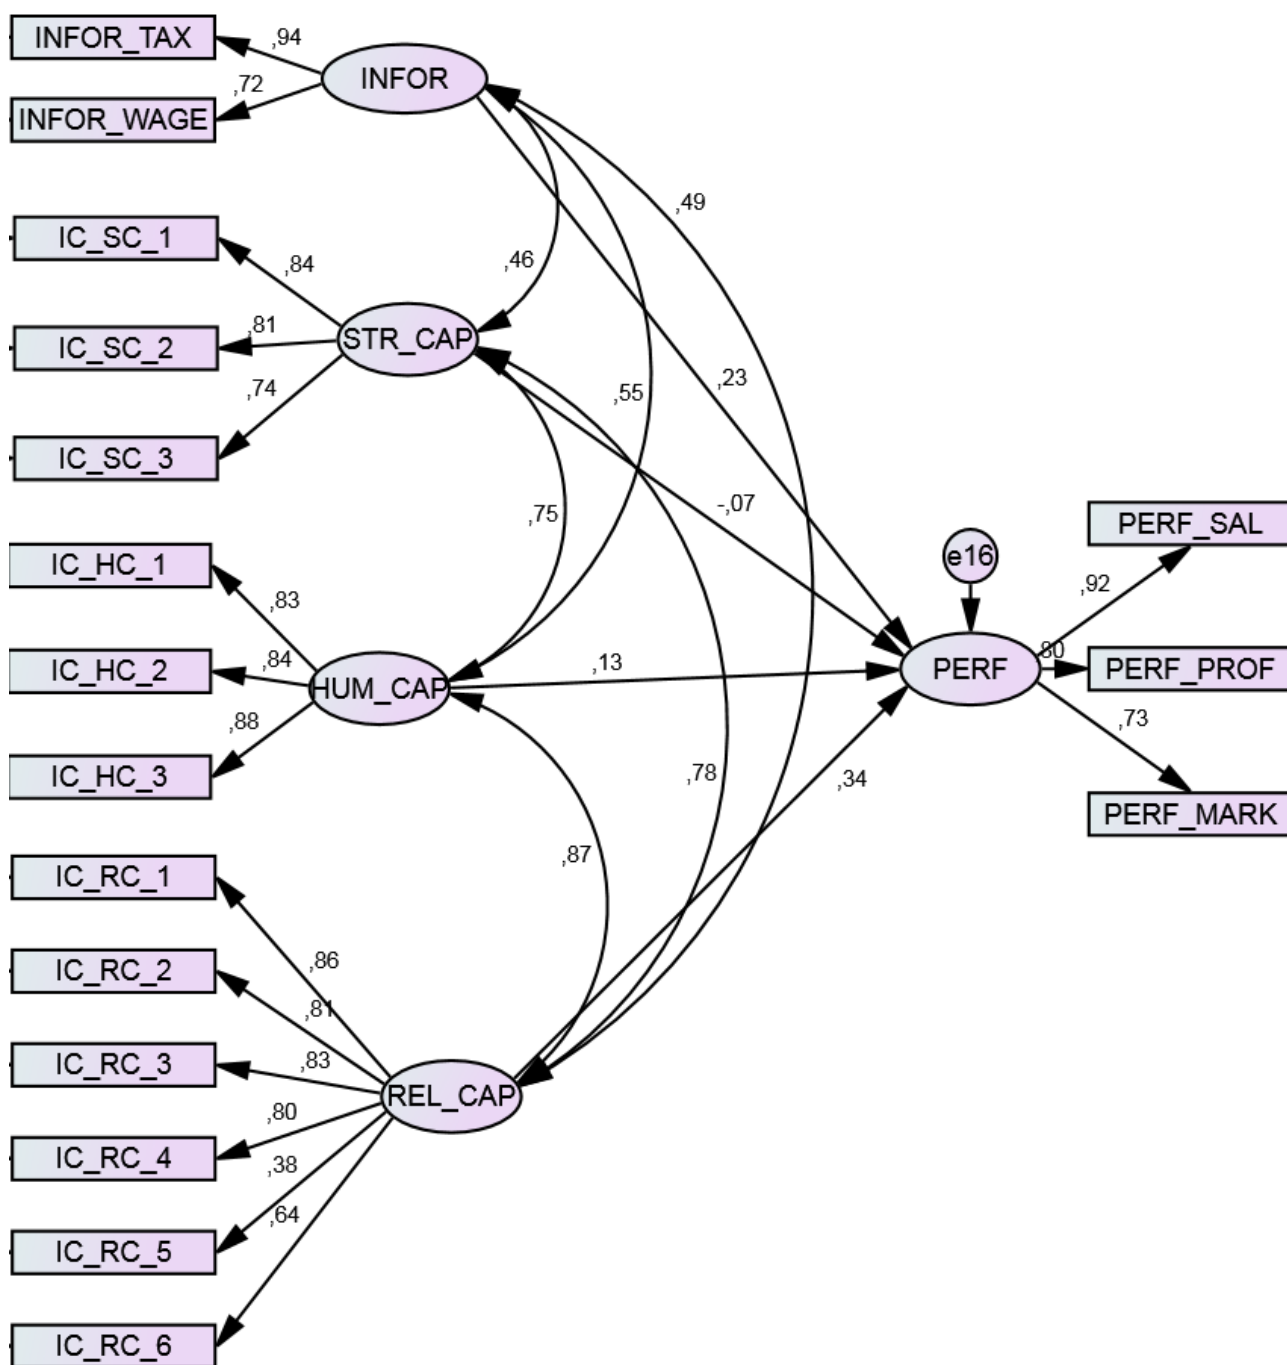 INFOR_TAX
,94
INFOR
,72
INFOR_WAGE
,49
IC_SC_1
,84
,46
IC_SC_2
,81
STR_CAP
,74
,55
,23
IC_SC_3
,75
-,07
PERF_SAL
IC_HC_1
,83
e16
,92
IC_HC_2
,84
HUM_CAP
,13
PERF
,80
PERF_PROF
,88
IC_HC_3
,73
,78
,34
PERF_MARK
IC_RC_1
,87
,86
IC_RC_2
,81
IC_RC_3
,83
REL_CAP
,80
IC_RC_4
,38
,64
IC_RC_5
IC_RC_6